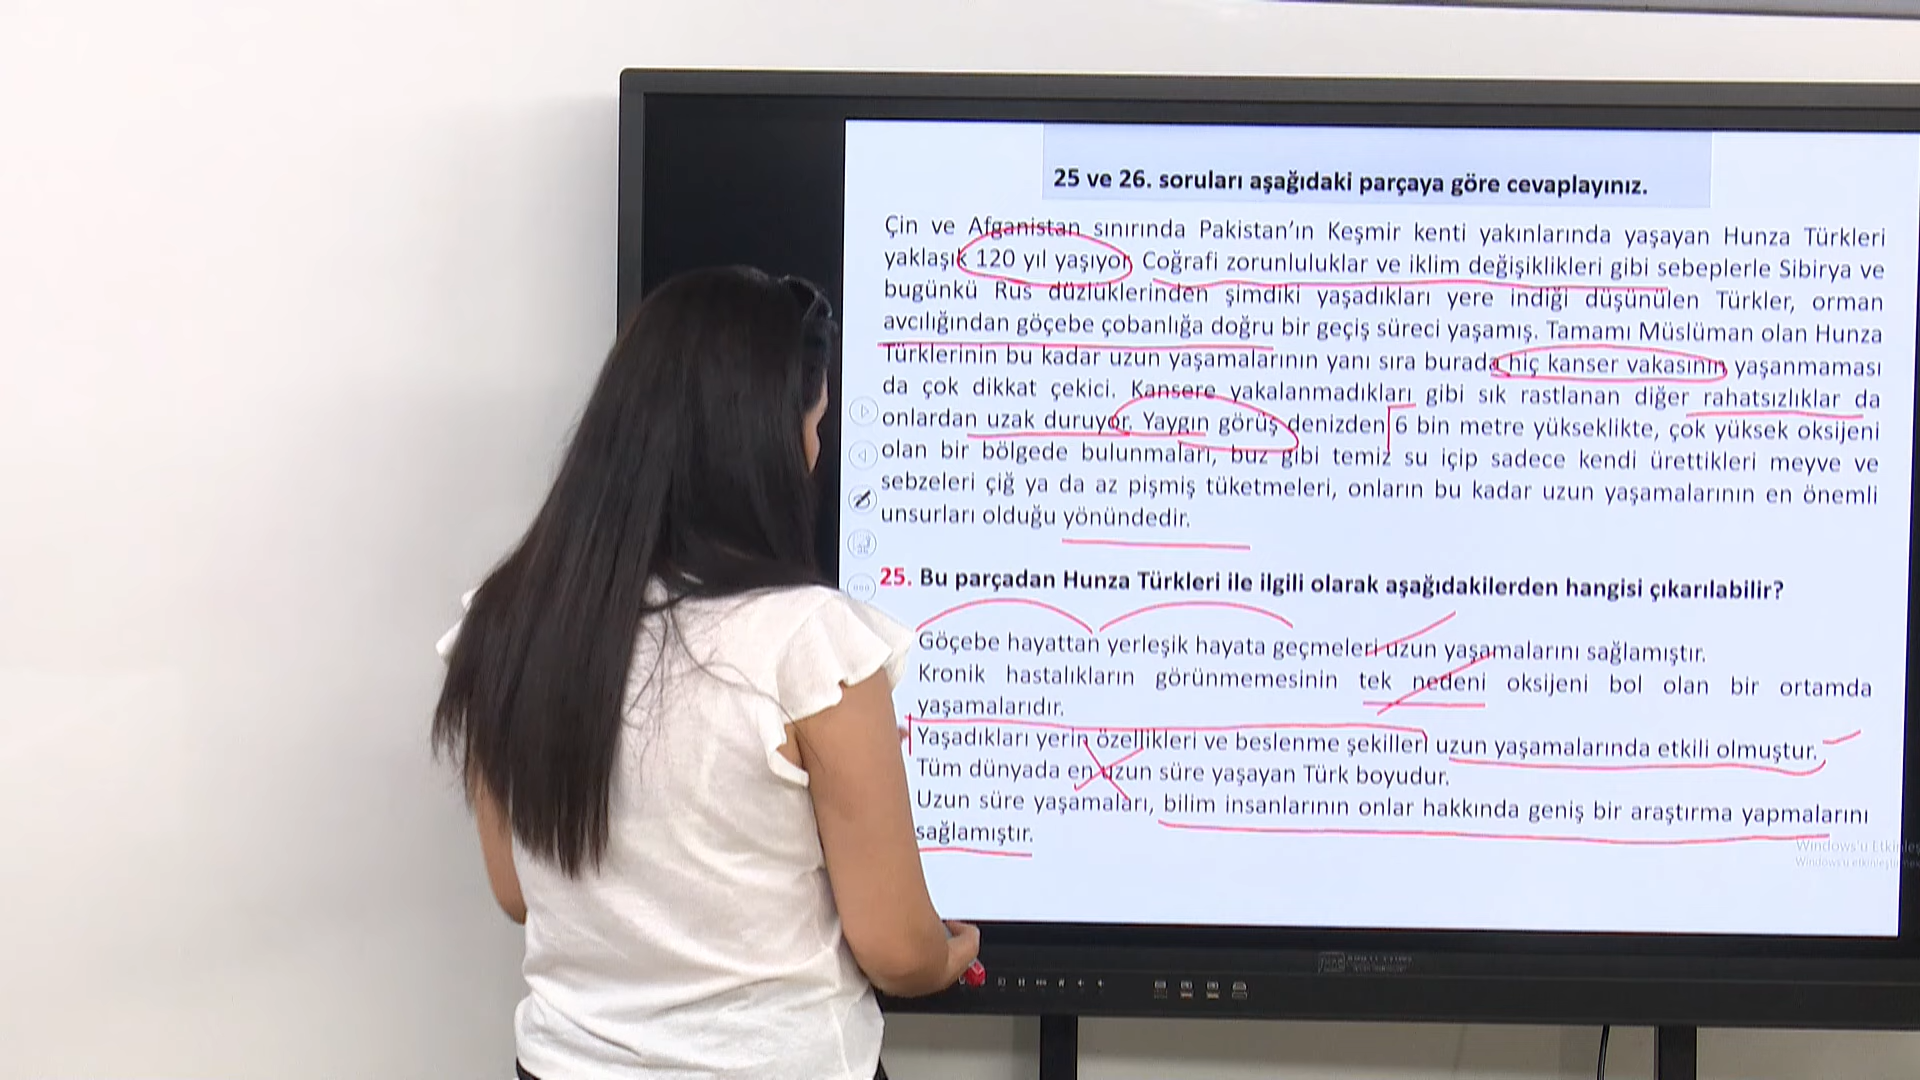 25 ve 26. soruları aşağıdaki parçaya göre cevaplayınız.
Çin ve Afganistan sınırında Pakistan'ın Keşmir kenti yakınlarında yaşayan Hunza Türkleri
yaklaşık 120 yıl yaşıyor. Coğrafi zorunluluklar ve iklim değişiklikleri gibi sebeplerle Sibirya ve
bugünkü Rus düzlüklerinden şimdiki yaşadıkları yere indiği düşünülen Türkler, orman
avcılığından göçebe çobanlığa doğru bir geçiş süreci yaşamış. Tamamı Müslüman olan Hunza
Türklerinin bu kadar uzun yaşamalarının yanı sıra burada hiç kanser vakasının yaşanmaması
da çok dikkat çekici. Kansere yakalanmadıkları gibi sık rastlanan diğer rahatsızlıklar da
onlardan uzak duruyor. Yaygın görüş denizden 6 bin metre yükseklikte, çok yüksek oksijeni
olan bir bölgede bulunmaları, buz gibi temiz su içip sadece kendi ürettikleri meyve ve
sebzeleri çiğ ya da az pişmiş tüketmeleri, onların bu kadar uzun yaşamalarının en önemli
unsurları olduğu yönündedir.
25. Bu parçadan Hunza Türkleri ile ilgili olarak aşağıdakilerden hangisi çıkarılabilir?
Göçebe hayattan yerleşik hayata geçmeleri uzun yaşamalarını sağlamıştır.
Kronik hastalıkların görünmemesinin tek nedeni oksijeni bol olan bir ortamda
yaşamalarıdır.
Yaşadıkları yerin özellikleri ve beslenme şekilleri uzun yaşamalarında etkili olmuştur.
Tüm dünyada en uzun süre yaşayan Türk boyudur.
Uzun süre yaşamaları, bilim insanlarının onlar hakkında geniş bir araştırma yapmalarını
sağlamıştır.
Windows'u Etkinleş